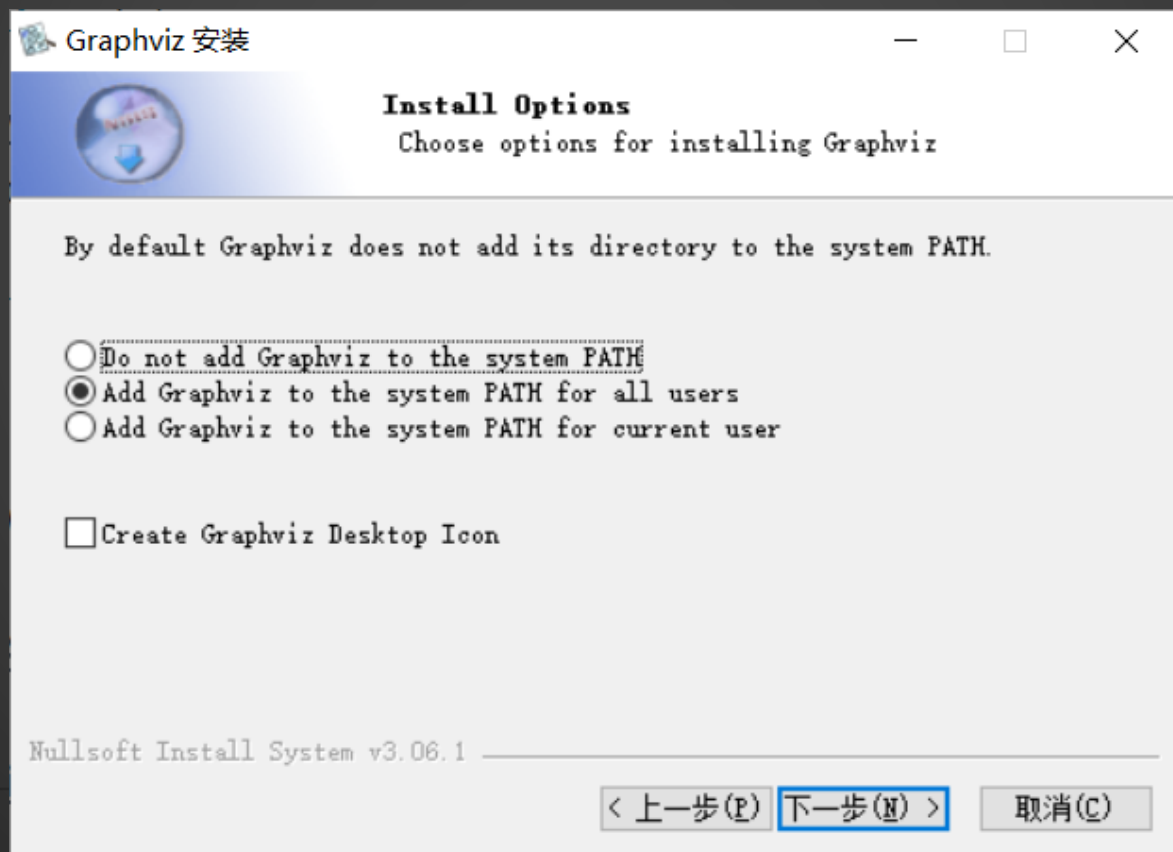 Graphviz 安装
Install Options
Choose options for installing Graphviz
By default Graphviz does not add its directory to the system PATH.
Do not add Graphviz to the system PATH
Add Graphviz to the system PATH for all users
Add Graphviz to the system PATH for current user
Create Graphviz Desktop Icon
Nullsoft Install System v3.06.1
< 上一步(P) 下一步(N) > 取消(C)